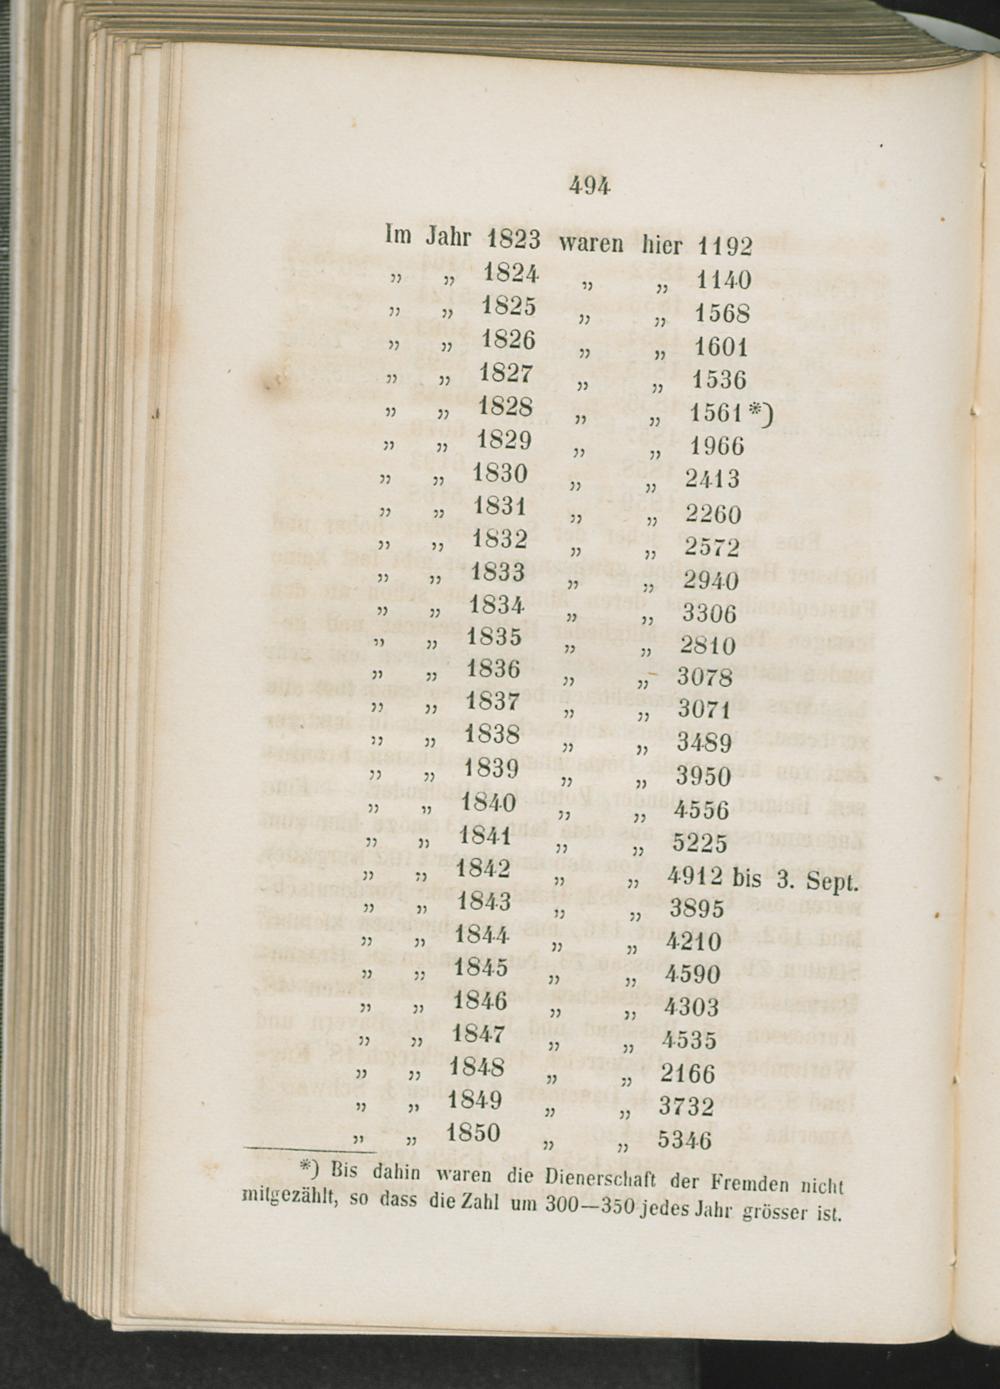 494
Im Jahr 1823 waren hier 1192
„ „ 1824 „ „ 1140
„ „ 1825 „ „ 1568
„ „ 1826 „ „ 1601
„ „ 1827 „ „ 1536
„ „ 1828 „ „ 1561*)
„ „ 1829 „ „ 1966
„ „ 1830 „ „ 2413
„ „ 1831 „ „ 2260
„ „ 1832 „ „ 2572
„ „ 1833 „ „ 2940
„ „ 1834 „ „ 3306
„ „ 1835 „ „ 2810
„ „ 1836 „ „ 3078
„ „ 1837 „ „ 3071
„ „ 1838 „ „ 3489
„ „ 1839 „ „ 3950
„ „ 1840 „ „ 4556
„ „ 1841 „ „ 5225
„ „ 1842 „ „ 4912 bis 3. Sept.
„ „ 1843 „ „ 3895
„ „ 1844 „ „ 4210
„ „ 1845 „ „ 4590
„ „ 1846 „ „ 4303
„ „ 1847 „ „ 4535
„ „ 1848 „ „ 2166
„ „ 1849 „ „ 3732
„ „ 1850 „ „ 5346
*) Bis dahin waren die Dienerschaft der Fremden nicht
mitgezählt, so dass die Zahl um 300—350 jedes Jahr grösser ist.